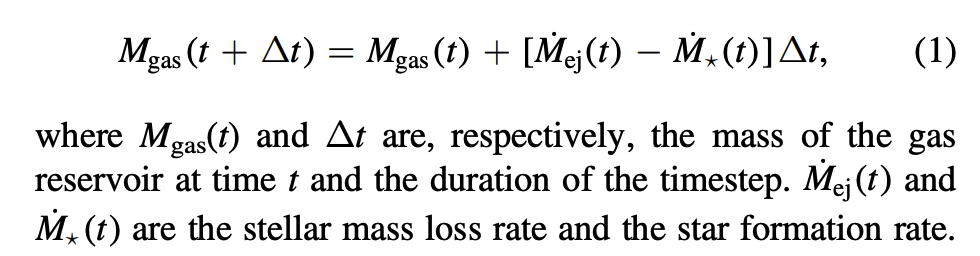 M_gas (t + Δt) = M_gas (t) + [Ṁ_ej(t) − Ṁ_⋆(t)]Δt, (1)
where M_gas(t) and Δt are, respectively, the mass of the gas
reservoir at time t and the duration of the timestep. Ṁ_ej(t) and
Ṁ_⋆(t) are the stellar mass loss rate and the star formation rate.